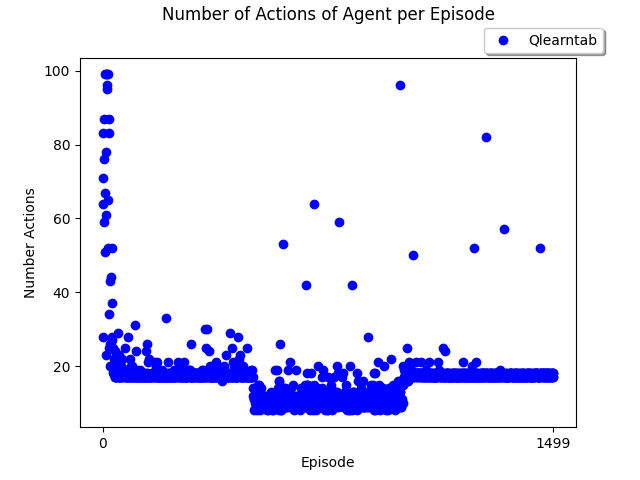 Number of Actions of Agent per Episode
Qlearntab
100
80
60
40
20
Number Actions
0
1499
Episode